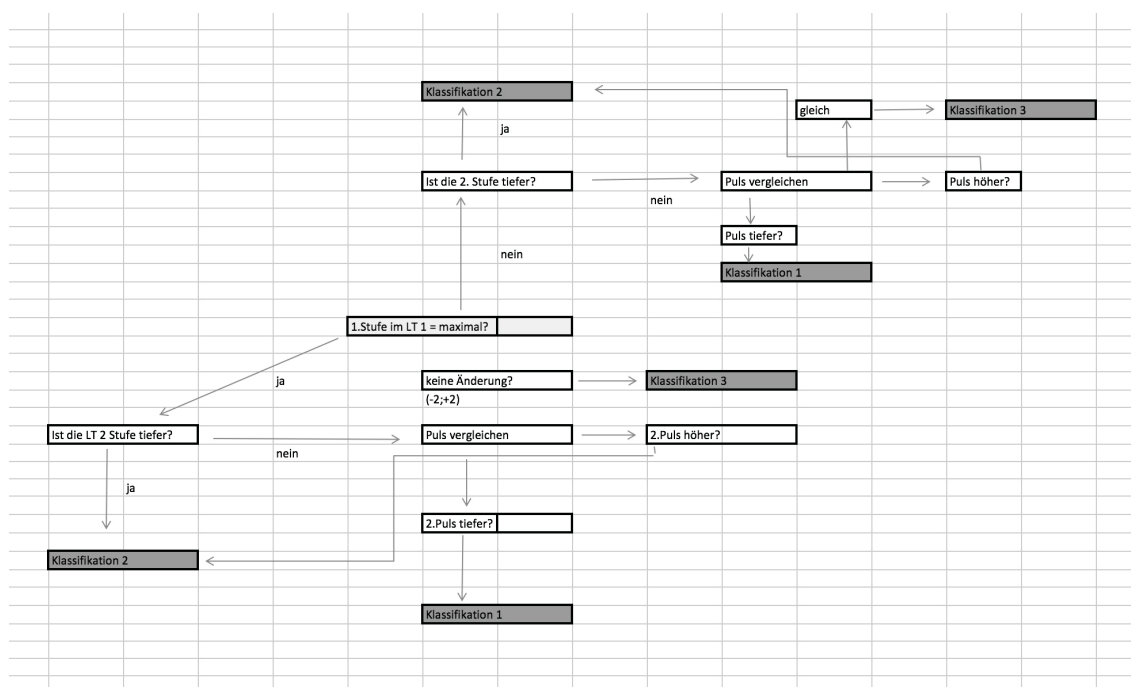 Klassifikation 2
gleich
Klassifikation 3
ja
Ist die 2. Stufe tiefer?
Puls vergleichen
Puls höher?
nein
Puls tiefer?
nein
Klassifikation 1
1.Stufe im LT 1 = maximal?
ja
keine Änderung?
Klassifikation 3
(-2;+2)
Ist die LT 2 Stufe tiefer?
Puls vergleichen
2.Puls höher?
nein
ja
2.Puls tiefer?
Klassifikation 2
Klassifikation 1